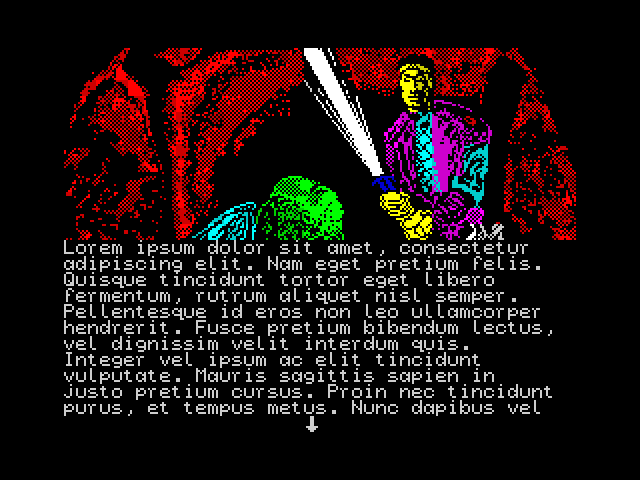 Lorem ipsum dolor sit amet, consectetur
adipiscing elit. Nam eget pretium felis.
Quisque tincidunt tortor eget libero
fermentum, rutrum aliquet nisl semper.
Pellentesque id eros non leo ullamcorper
hendrerit. Fusce pretium bibendum lectus,
vel dignissim velit interdum quis.
Integer vel ipsum ac elit tincidunt
vulputate. Mauris sagittis sapien in
justo pretium cursus. Proin nec tincidunt
purus, et tempus metus. Nunc dapibus vel